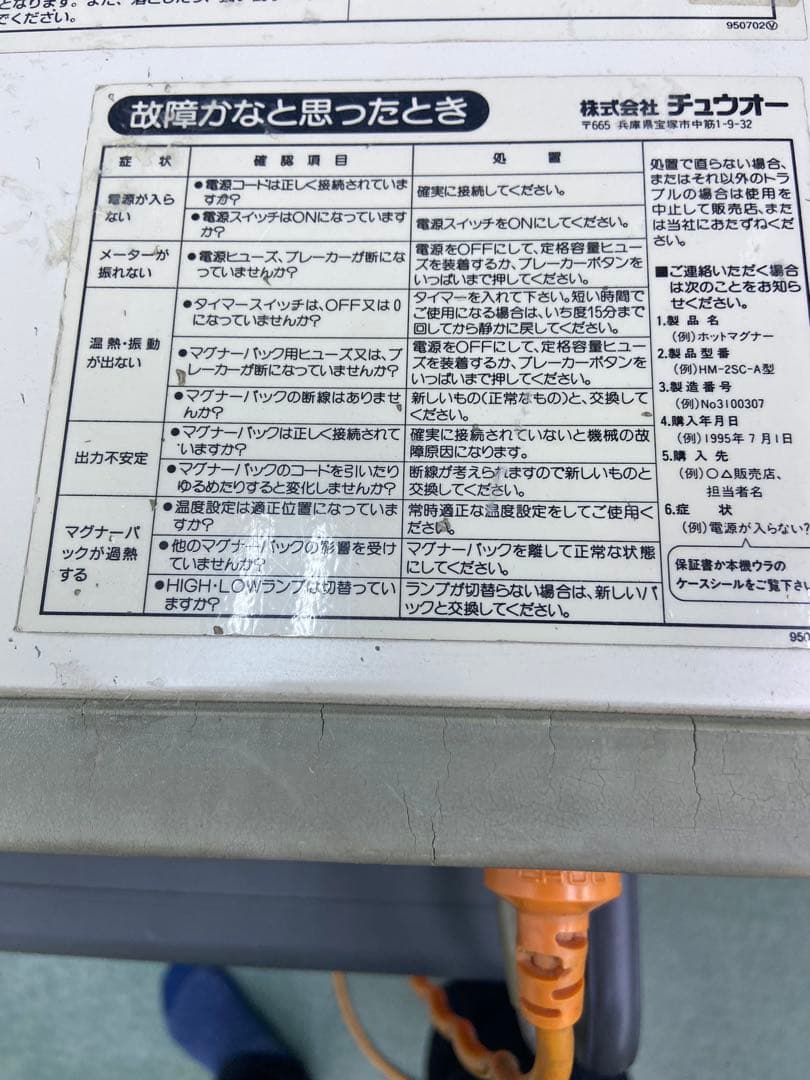 でください。
950702Ⓥ
故障かなと思ったとき
株式会社 チュウオー
〒665 兵庫県宝塚市中筋1-9-32
症 状
確認項目
処 置
電源が入ら
ない
●電源コードは正しく接続されていま
すか?
確実に接続してください。
●電源スイッチはONになっています
か?
電源スイッチをONにしてください。
メーターが
振れない
●電源ヒューズ、ブレーカーが断にな
っていませんか?
電源をOFFにして、定格容量ヒュー
ズを装着するか、ブレーカーボタンを
いっぱいまで押してください。
温熱・振動
が出ない
●タイマースイッチは、OFF又は0
になっていませんか?
タイマーを入れて下さい。短い時間で
ご使用になる場合は、いちど15分まで
回してから静かに戻してください。
●マグナーパック用ヒューズ又は、ブ
レーカーが断になっていませんか?
電源をOFFにして、定格容量ヒュー
ズを装着するか、ブレーカーボタンを
いっぱいまで押してください。
●マグナーパックの断線はありませ
んか?
新しいもの(正常なもの)と、交換して
ください。
出力不安定
●マグナーパックは正しく接続されて
いますか?
確実に接続されていないと機械の故
障原因になります。
●マグナーパックのコードを引いたり
ゆるめたりすると変化しませんか?
断線が考えられますので新しいものと
交換してください。
マグナーパ
ックが過熱
する
●温度設定は適正位置になっていま
すか?
常時適正な温度設定をしてご使用く
ださい。
●他のマグナーパックの影響を受け
ていませんか?
マグナーパックを離して正常な状態
にしてください。
●HIGH・LOWランプは切替ってい
ますか?
ランプが切替らない場合は、新しいパ
ックと交換してください。
処置で直らない場合、
またはそれ以外のトラ
ブルの場合は使用を
中止して販売店、また
は当社におたずねくだ
さい。
■ご連絡いただく場合
は次のことをお知ら
せください。
1.製品名
(例)ホットマグナー
2.製品型番
(例)HM-2SC-A型
3.製造番号
(例)No3100307
4.購入年月日
(例)1995年7月1日
5.購入先
(例)○△販売店、
担当者名
6.症 状
(例)電源が入らない?
保証書か本機ウラの
ケースシールをご覧下さ
950